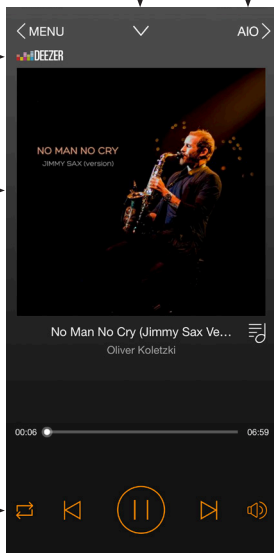 MENU
AIO
DEEZER
NO MAN NO CRY
JIMMY SAX (version)
No Man No Cry (Jimmy Sax Ve...
Oliver Koletzki
00:06
06:59